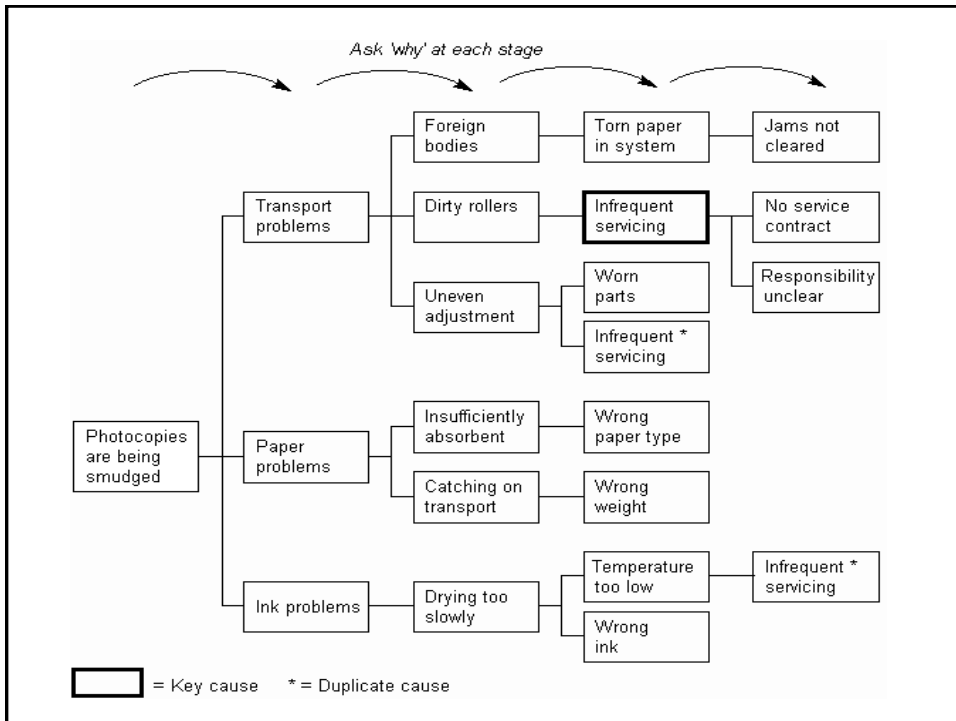 Ask 'why' at each stage
Foreign
bodies
Torn paper
in system
Jams not
cleared
Transport
problems
Dirty rollers
Infrequent
servicing
No service
contract
Responsibility
unclear
Uneven
adjustment
Worn
parts
Infrequent *
servicing
Photocopies
are being
smudged
Paper
problems
Insufficiently
absorbent
Wrong
paper type
Catching on
transport
Wrong
weight
Ink problems
Drying too
slowly
Temperature
too low
Infrequent *
servicing
Wrong
ink
= Key cause * = Duplicate cause